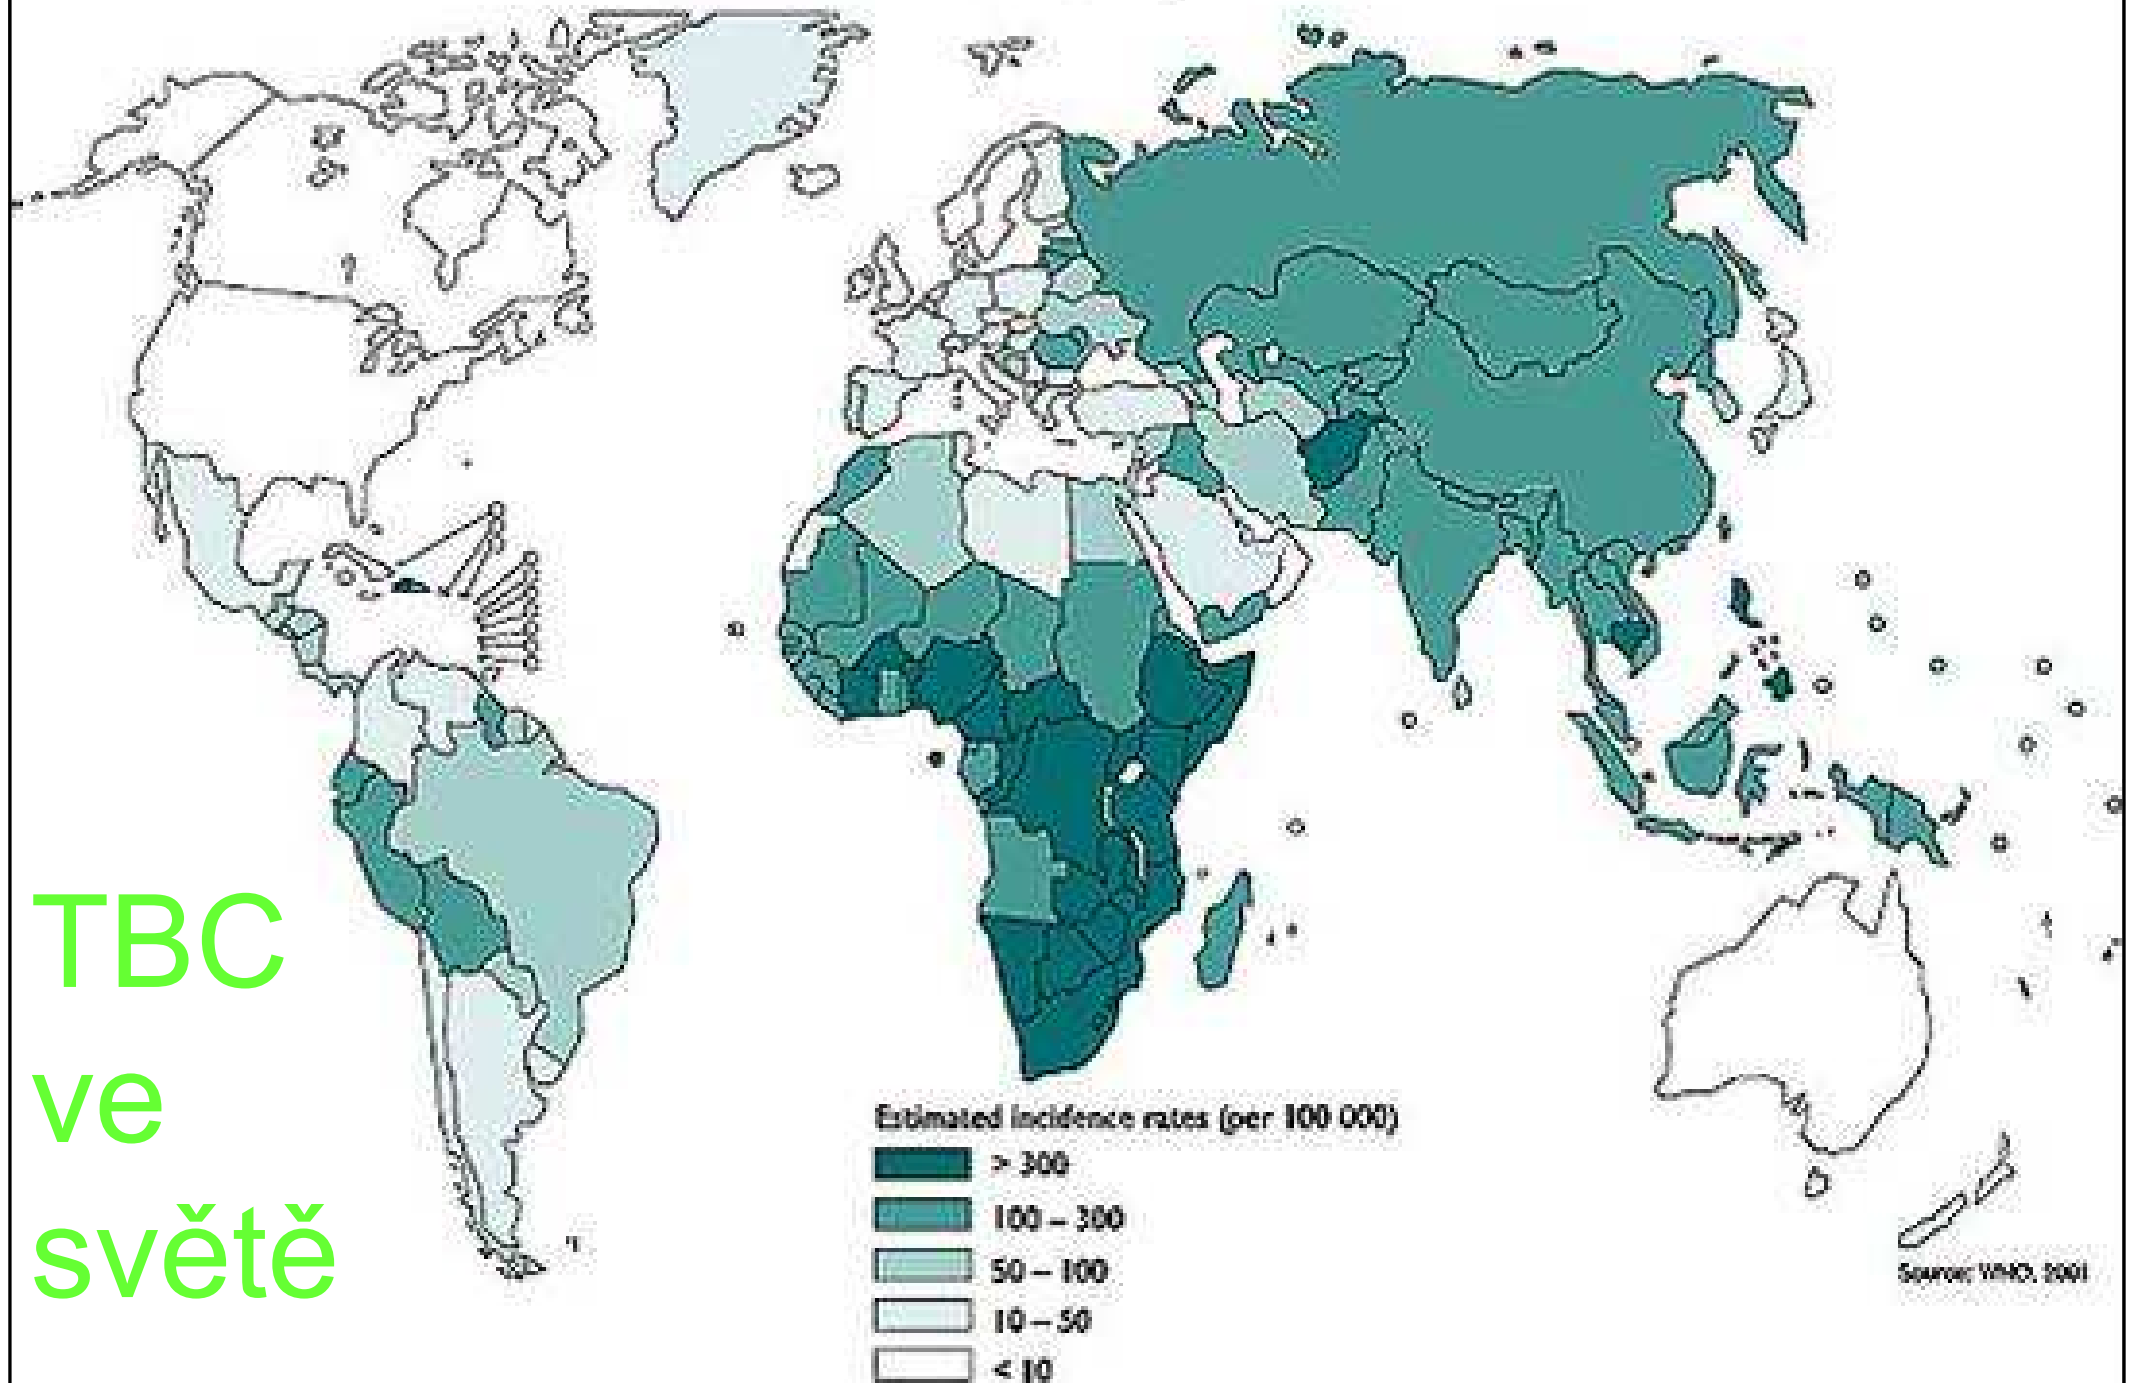 TBC
ve
světě
Estimated incidence rates (per 100 000)
> 300
100 – 300
50 – 100
10 – 50
< 10
Source: WHO, 2001